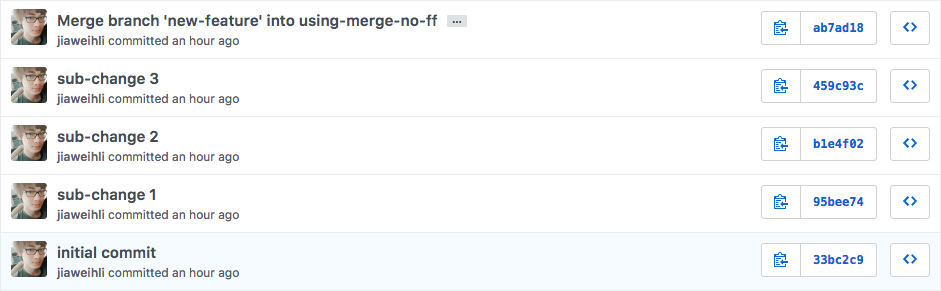 Merge branch 'new-feature' into using-merge-no-ff ...
jiaweihli committed an hour ago
ab7ad18
sub-change 3
jiaweihli committed an hour ago
459c93c
sub-change 2
jiaweihli committed an hour ago
b1e4f02
sub-change 1
jiaweihli committed an hour ago
95bee74
initial commit
jiaweihli committed an hour ago
33bc2c9